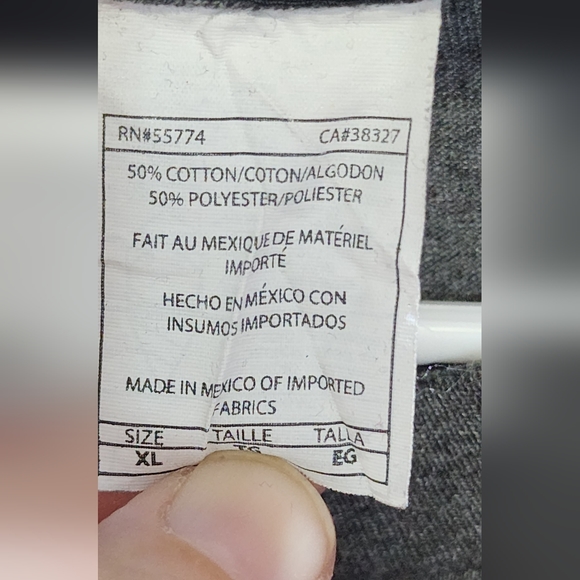 RN#55774 CA#38327
50% COTTON/COTON/ALGODON
50% POLYESTER/POLIESTER
FAIT AU MEXIQUE DE MATÉRIEL
IMPORTÉ
HECHO EN MÉXICO CON
INSUMOS IMPORTADOS
MADE IN MEXICO OF IMPORTED
FABRICS
SIZE TAILLE TALLA
XL EG